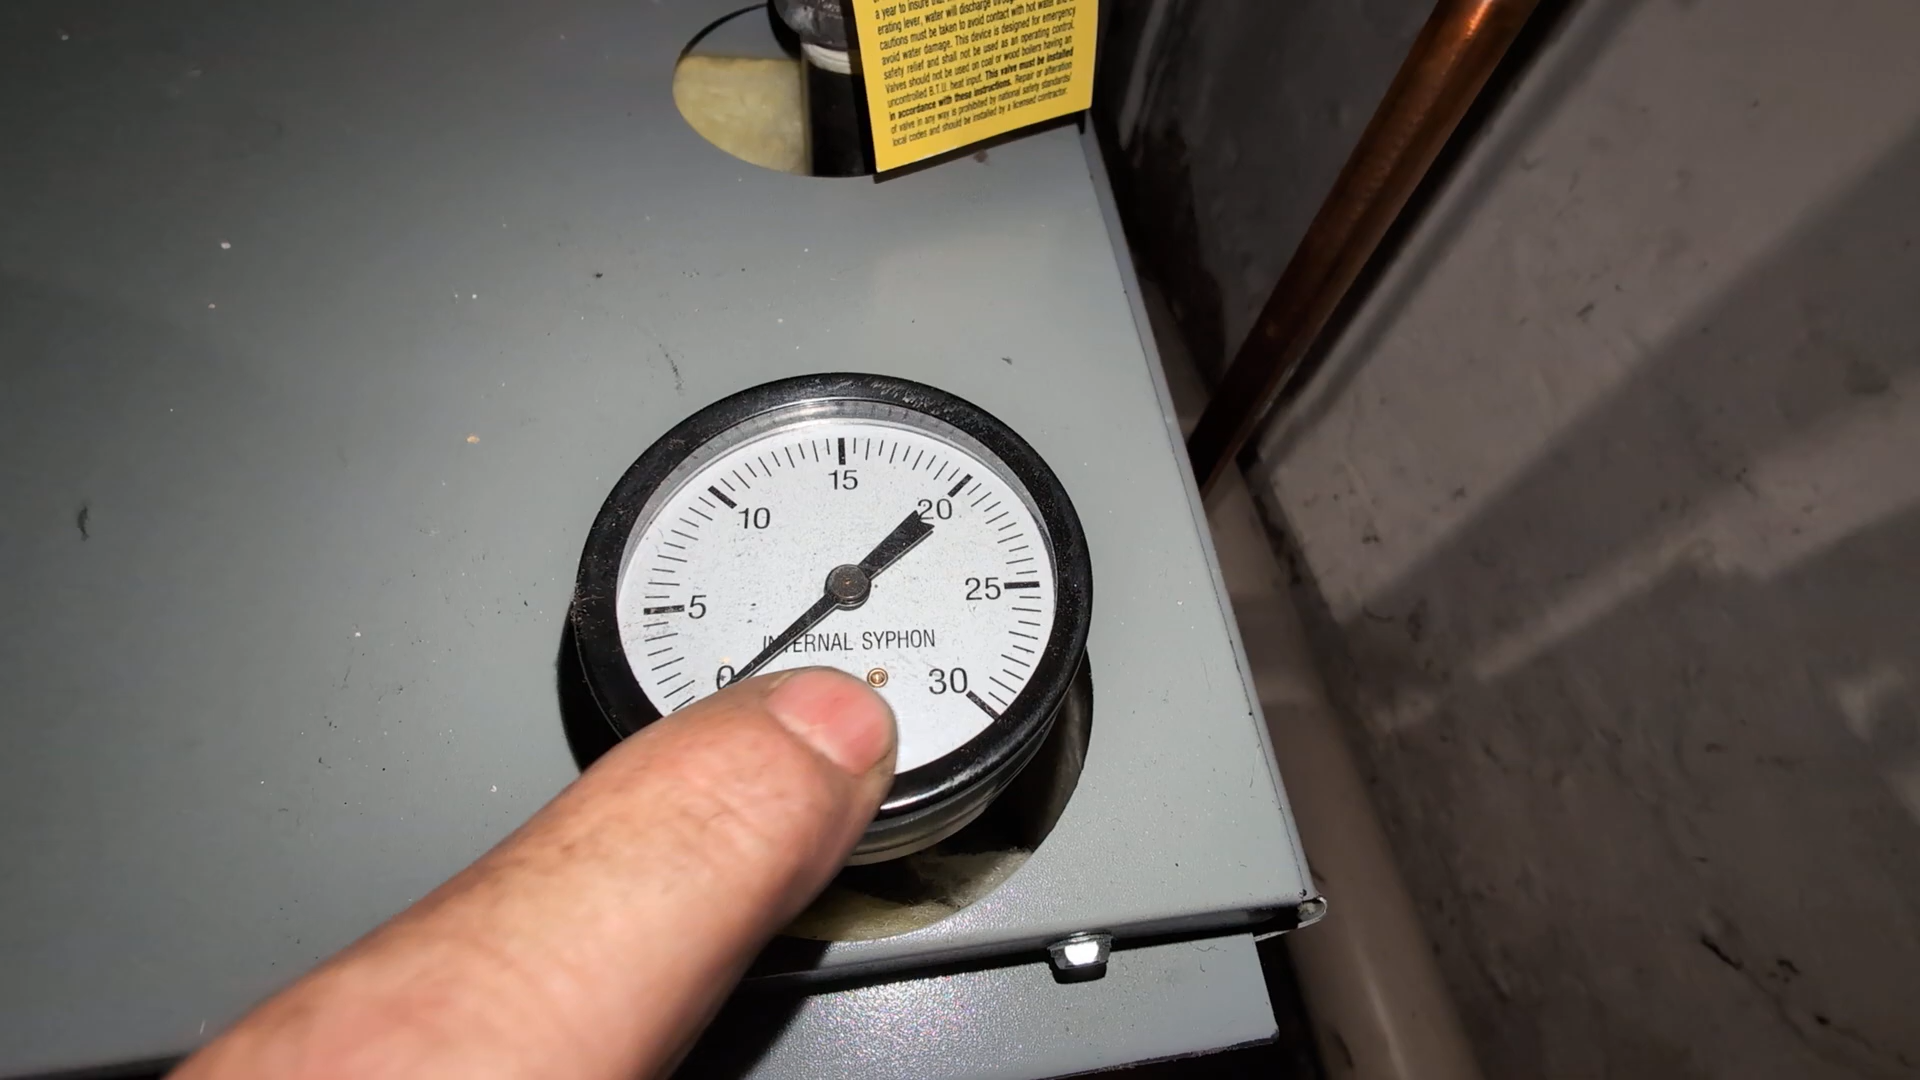 a year to insure that
erating lever, water will discharge through
cautions must be taken to avoid contact with hot water and
avoid water damage. This device is designed for emergency
safety relief and shall not be used as an operating control.
Valves should not be used on coal or wood boilers having an
uncontrolled B.T.U. heat input. This valve must be installed
in accordance with these instructions. Repair or alteration
of valve in any way is prohibited by national safety standards/
local codes and should be installed by a licensed contractor.
15
10
20
5
25
INTERNAL SYPHON
0
30